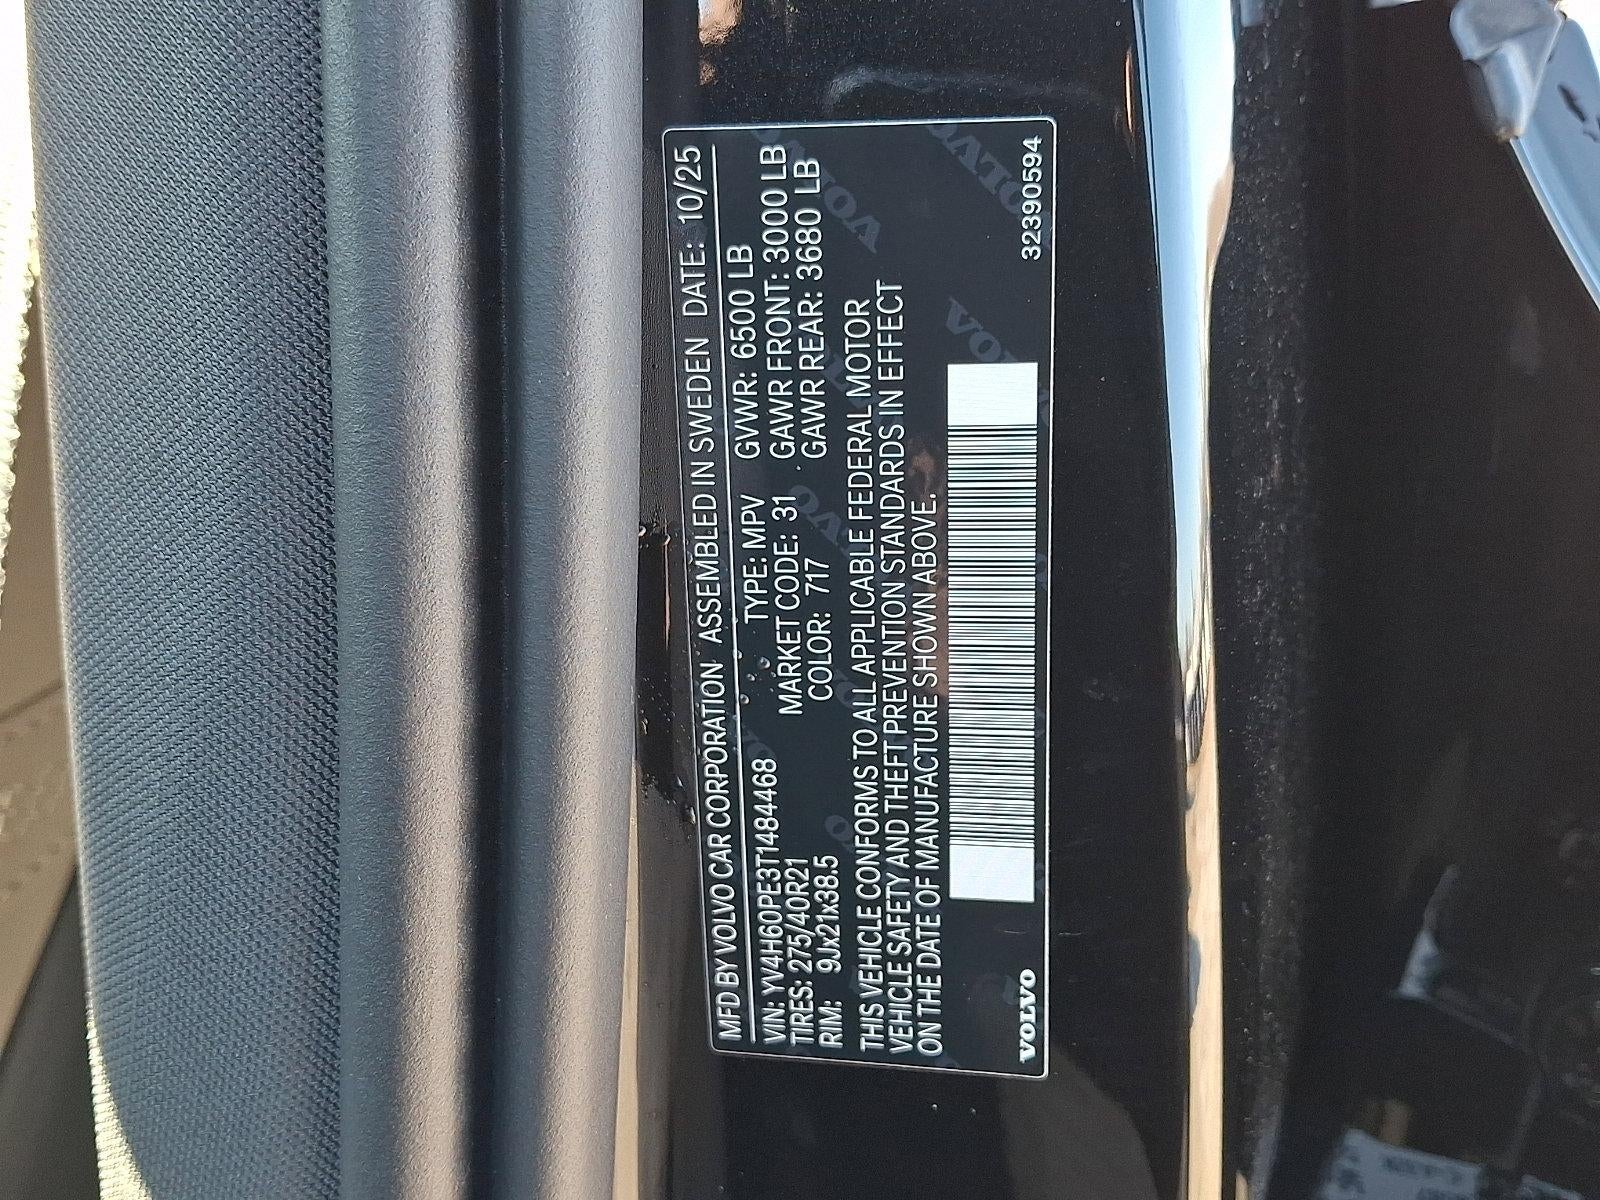 MFD BY VOLVO CAR CORPORATION ASSEMBLED IN SWEDEN DATE: 10/25
VIN: YV4H60PE3T1484468 TYPE: MPV GVWR: 6500 LB
TIRES: 275/40R21 MARKET CODE: 31 GAWR FRONT: 3000 LB
RIM: 9Jx21x38.5 COLOR: 717 GAWR REAR: 3680 LB
THIS VEHICLE CONFORMS TO ALL APPLICABLE FEDERAL MOTOR
VEHICLE SAFETY AND THEFT PREVENTION STANDARDS IN EFFECT
ON THE DATE OF MANUFACTURE SHOWN ABOVE.
VOLVO 32390594